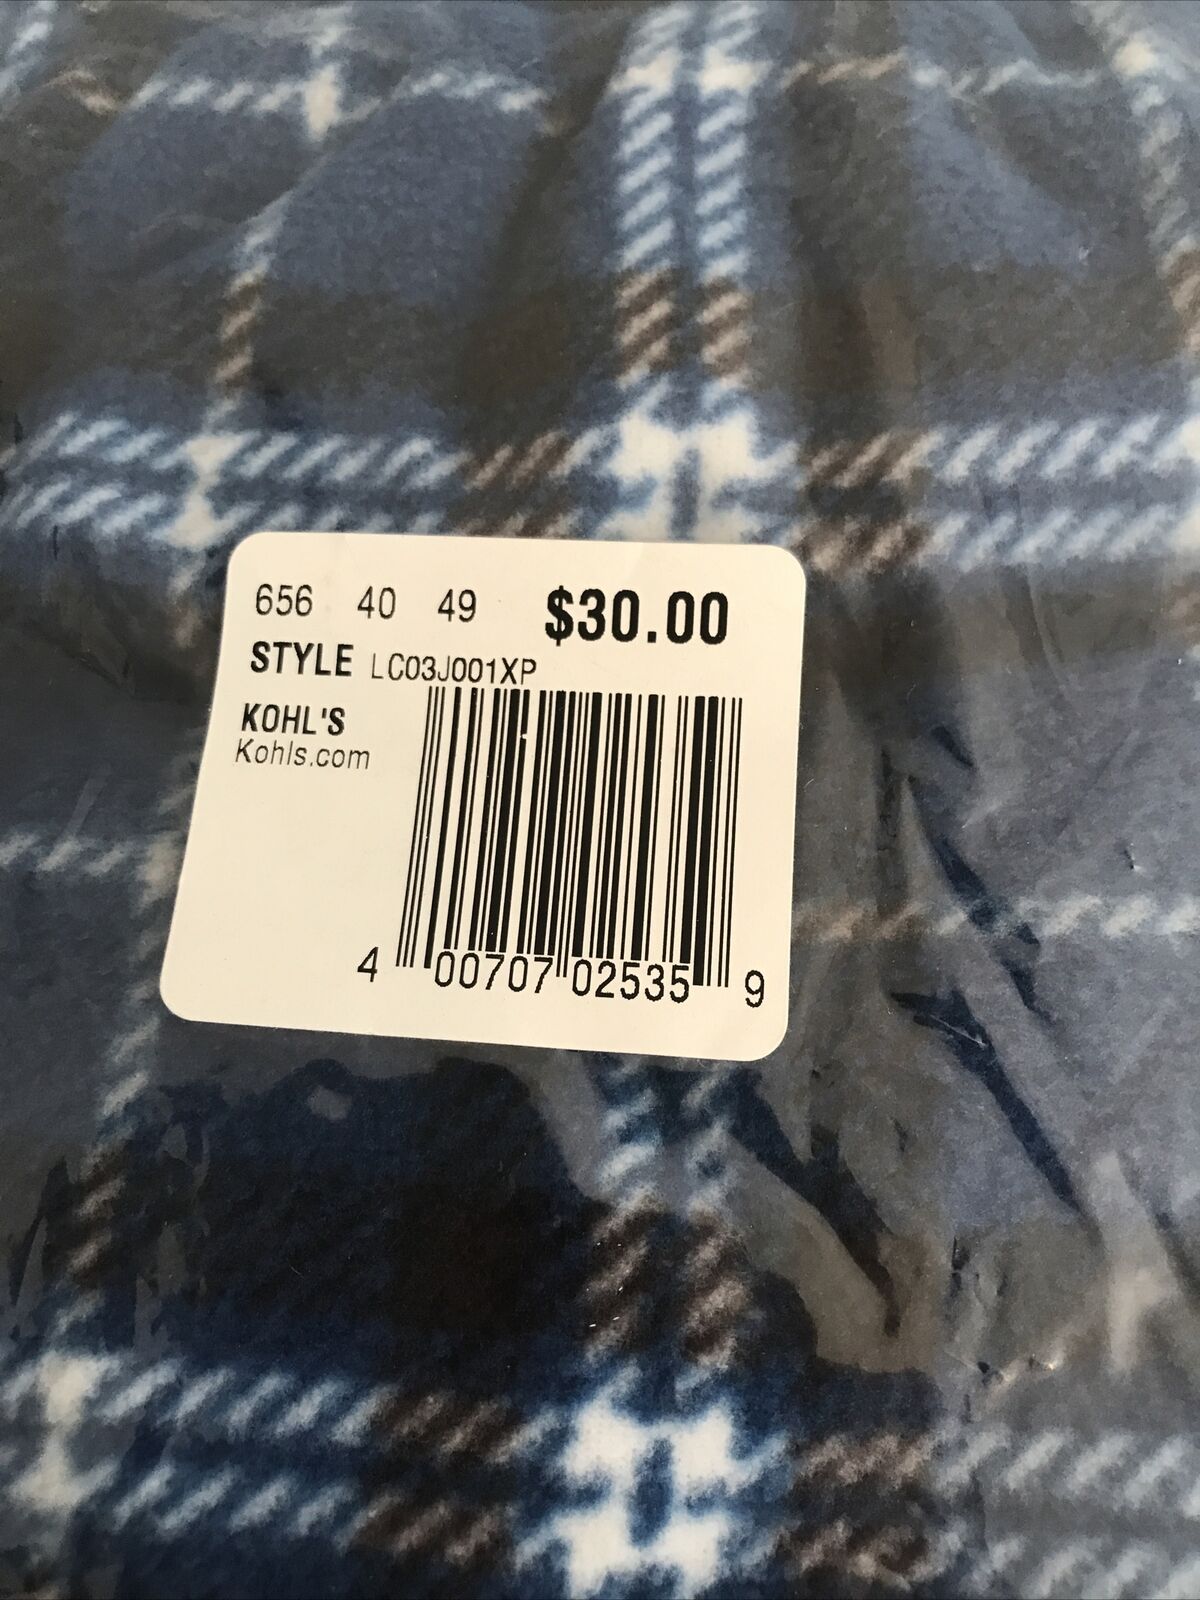 656 40 49 $30.00
STYLE LC03J001XP
KOHL'S
Kohls.com
4 00707 02535 9